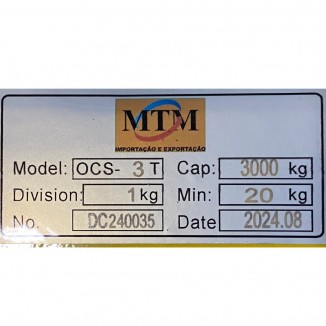 MTM
IMPORTAÇÃO E EXPORTAÇÃO
Model: OCS- 3 T Cap: 3000 kg
Division: 1 kg Min: 20 kg
No. DC240035 Date 2024.08